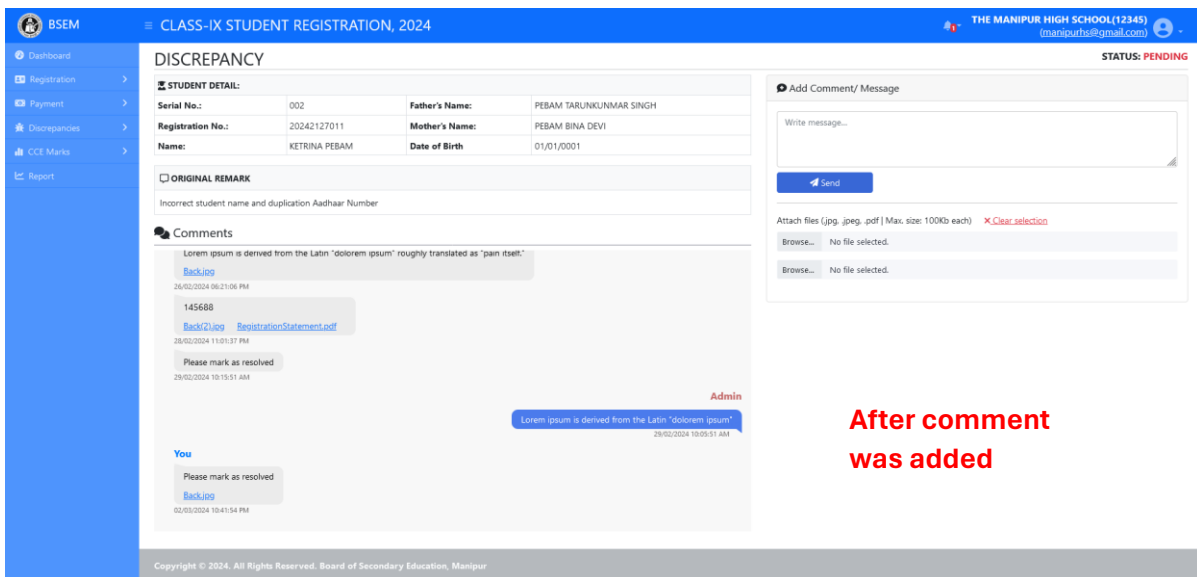 BSEM
≡ CLASS-IX STUDENT REGISTRATION, 2024
THE MANIPUR HIGH SCHOOL(12345)
(manipurhs@gmail.com)
Dashboard
Registration
Payment
Discrepancies
CCE Marks
Report
DISCREPANCY
STATUS: PENDING
STUDENT DETAIL:
Serial No.: 002 Father's Name: PEBAM TARUNKUNMAR SINGH
Registration No.: 20242127011 Mother's Name: PEBAM BINA DEVI
Name: KETRINA PEBAM Date of Birth 01/01/0001
ORIGINAL REMARK
Incorrect student name and duplication Aadhaar Number
Comments
Lorem ipsum is derived from the Latin "dolorem ipsum" roughly translated as "pain itself."
Back.jpg
26/02/2024 06:21:06 PM
145688
Back(2).jpg RegistrationStatement.pdf
28/02/2024 11:01:37 PM
Please mark as resolved
29/02/2024 10:15:51 AM
Admin
Lorem ipsum is derived from the Latin "dolorem ipsum"
29/02/2024 10:05:51 AM
You
Please mark as resolved
Back.jpg
02/03/2024 10:41:54 PM
Add Comment/ Message
Write message...
Send
Attach files (.jpg, .jpeg, .pdf | Max. size: 100Kb each) Clear selection
Browse... No file selected.
Browse... No file selected.
After comment
was added
Copyright © 2024. All Rights Reserved. Board of Secondary Education, Manipur